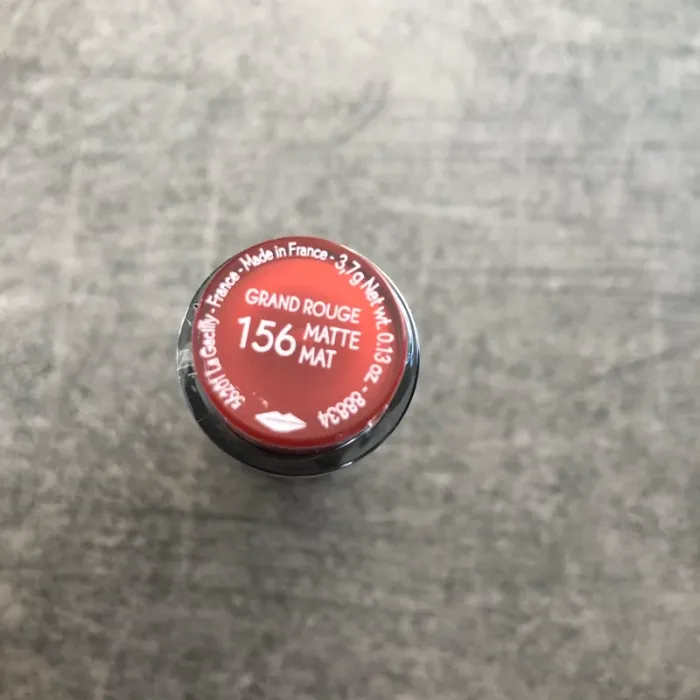 GRAND ROUGE
156 MATTE
MAT
56201 La Gacilly - France - Made in France - 3,7g Net wt. 0.13 oz - 88834